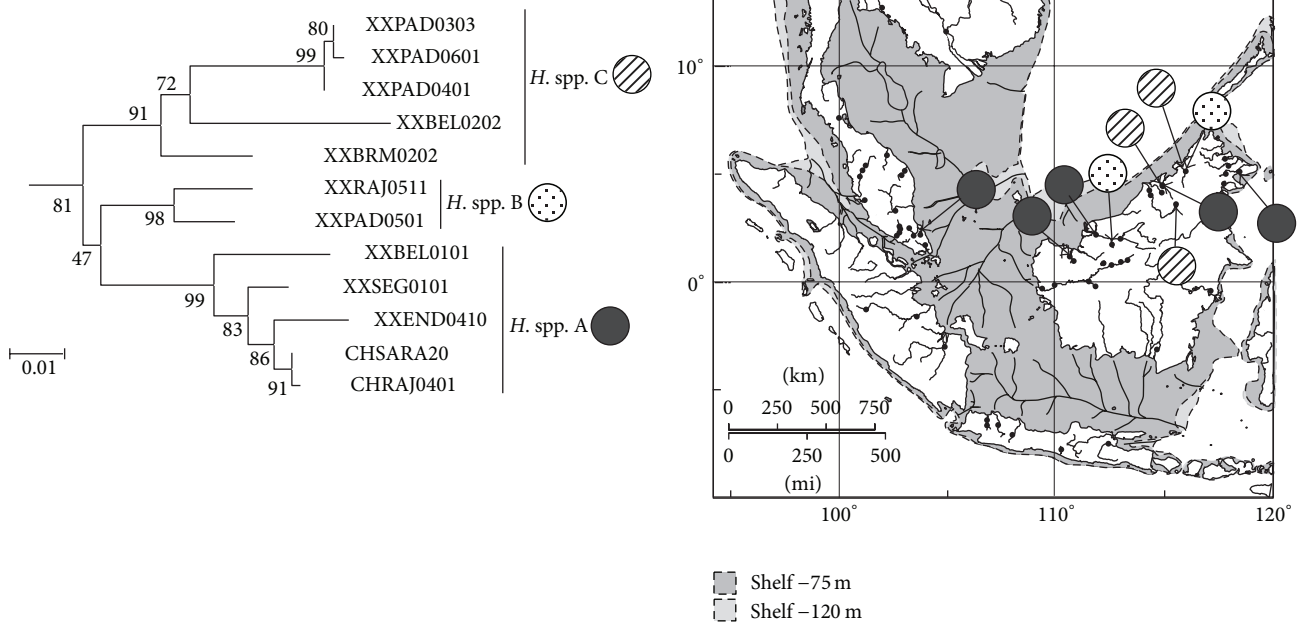 80
XXPAD0303
99
XXPAD0601
72
XXPAD0401
H. spp. C
91
XXBEL0202
XXBRM0202
81
XXRAJ0511
98
XXPAD0501
H. spp. B
47
XXBEL0101
99
XXSEG0101
83
XXEND0410
H. spp. A
86
CHSARA20
91
CHRAJ0401
0.01
10°
0°
(km)
0 250 500 750
0 250 500
(mi)
100° 110° 120°
Shelf −75 m
Shelf −120 m